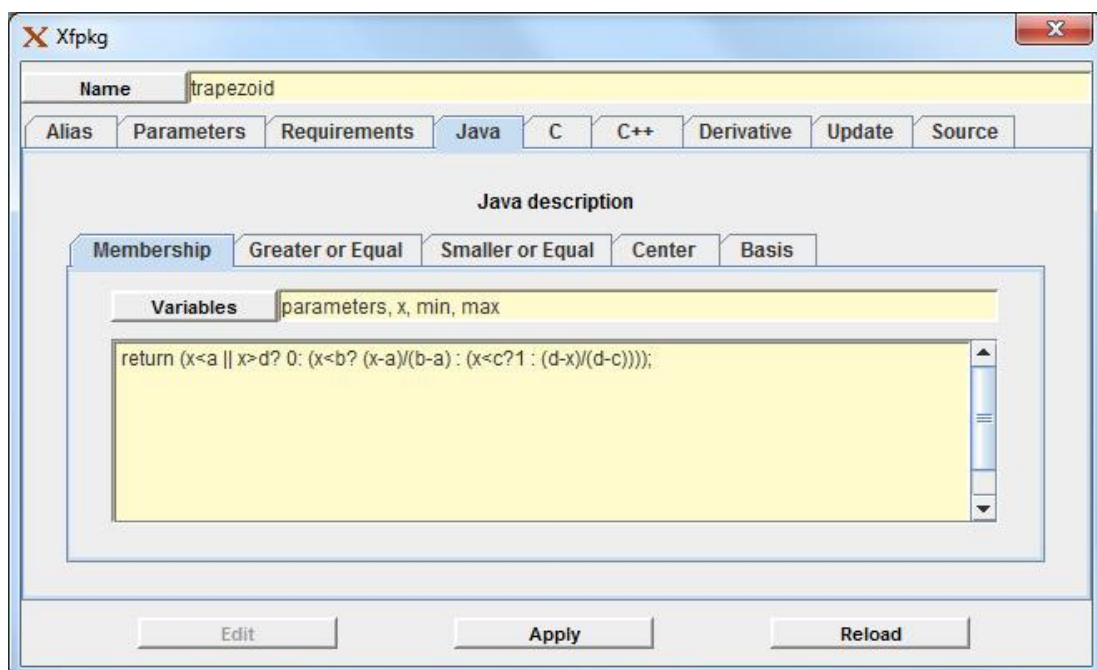 Xfpkg
Name trapezoid
Alias Parameters Requirements Java C C++ Derivative Update Source
Java description
Membership Greater or Equal Smaller or Equal Center Basis
Variables parameters, x, min, max
return (x<a || x>d? 0: (x<b? (x-a)/(b-a) : (x<c?1 : (d-x)/(d-c))));
Edit Apply Reload